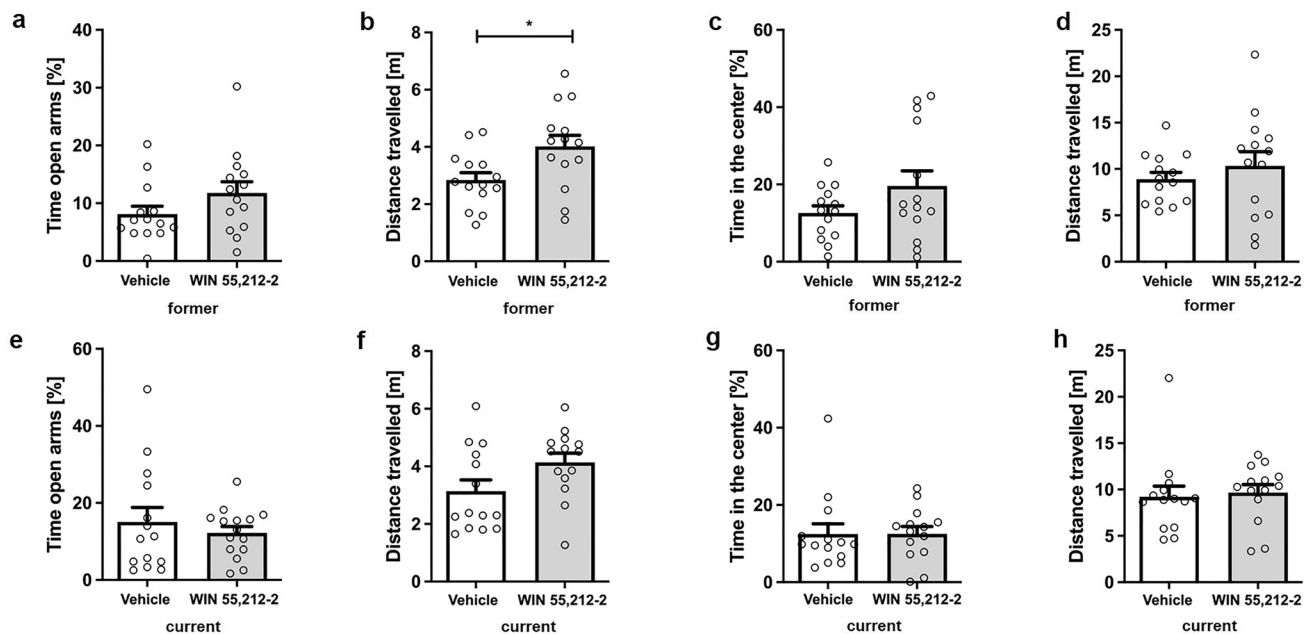 a
Time open arms [%]
40
30
20
10
0
Vehicle WIN 55,212-2
former
b
Distance travelled [m]
8
6
4
2
0
*
Vehicle WIN 55,212-2
former
c
Time in the center [%]
60
40
20
0
Vehicle WIN 55,212-2
former
d
Distance travelled [m]
25
20
15
10
5
0
Vehicle WIN 55,212-2
former
e
Time open arms [%]
60
40
20
0
Vehicle WIN 55,212-2
current
f
Distance travelled [m]
8
6
4
2
0
Vehicle WIN 55,212-2
current
g
Time in the center [%]
60
40
20
0
Vehicle WIN 55,212-2
current
h
Distance travelled [m]
25
20
15
10
5
0
Vehicle WIN 55,212-2
current